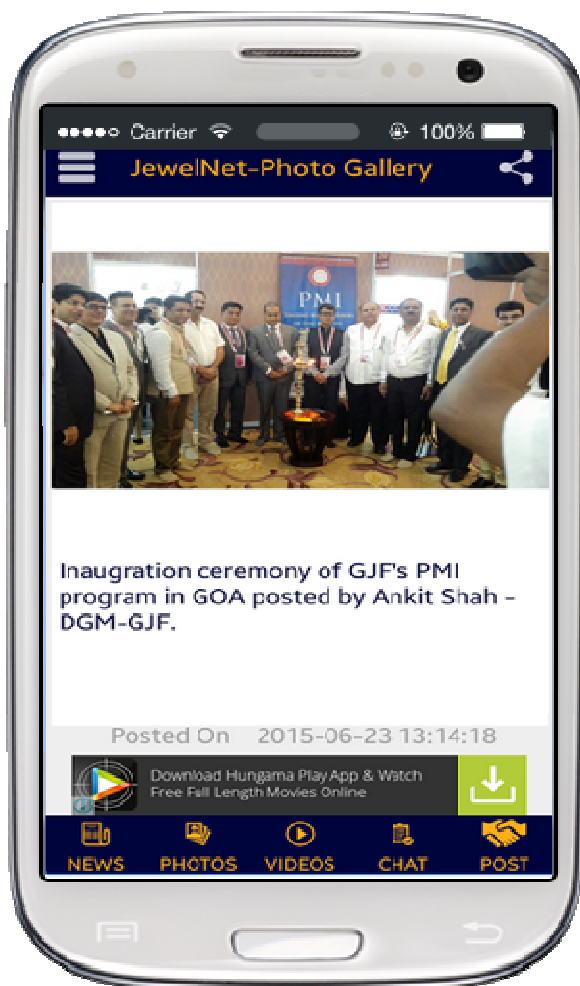 Carrier 100%
JewelNet-Photo Gallery
PMI
Inaugration ceremony of GJF's PMI
program in GOA posted by Ankit Shah -
DGM-GJF.
Posted On 2015-06-23 13:14:18
Download Hungama Play App & Watch
Free Full Length Movies Online
NEWS PHOTOS VIDEOS CHAT POST